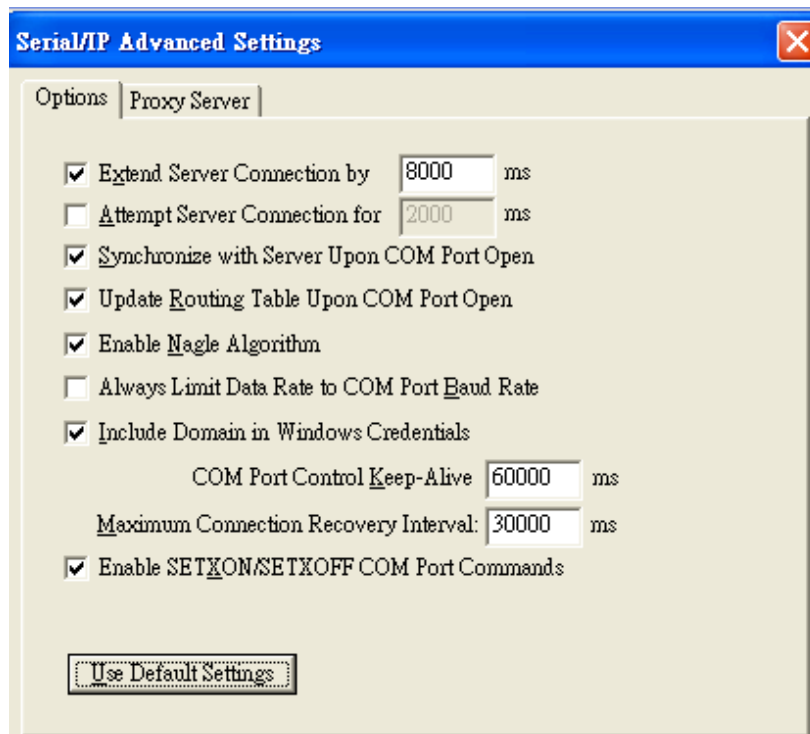 Serial/IP Advanced Settings
Options Proxy Server
Extend Server Connection by 8000 ms
Attempt Server Connection for 2000 ms
Synchronize with Server Upon COM Port Open
Update Routing Table Upon COM Port Open
Enable Nagle Algorithm
Always Limit Data Rate to COM Port Baud Rate
Include Domain in Windows Credentials
COM Port Control Keep-Alive 60000 ms
Maximum Connection Recovery Interval: 30000 ms
Enable SETXON/SETXOFF COM Port Commands
Use Default Settings